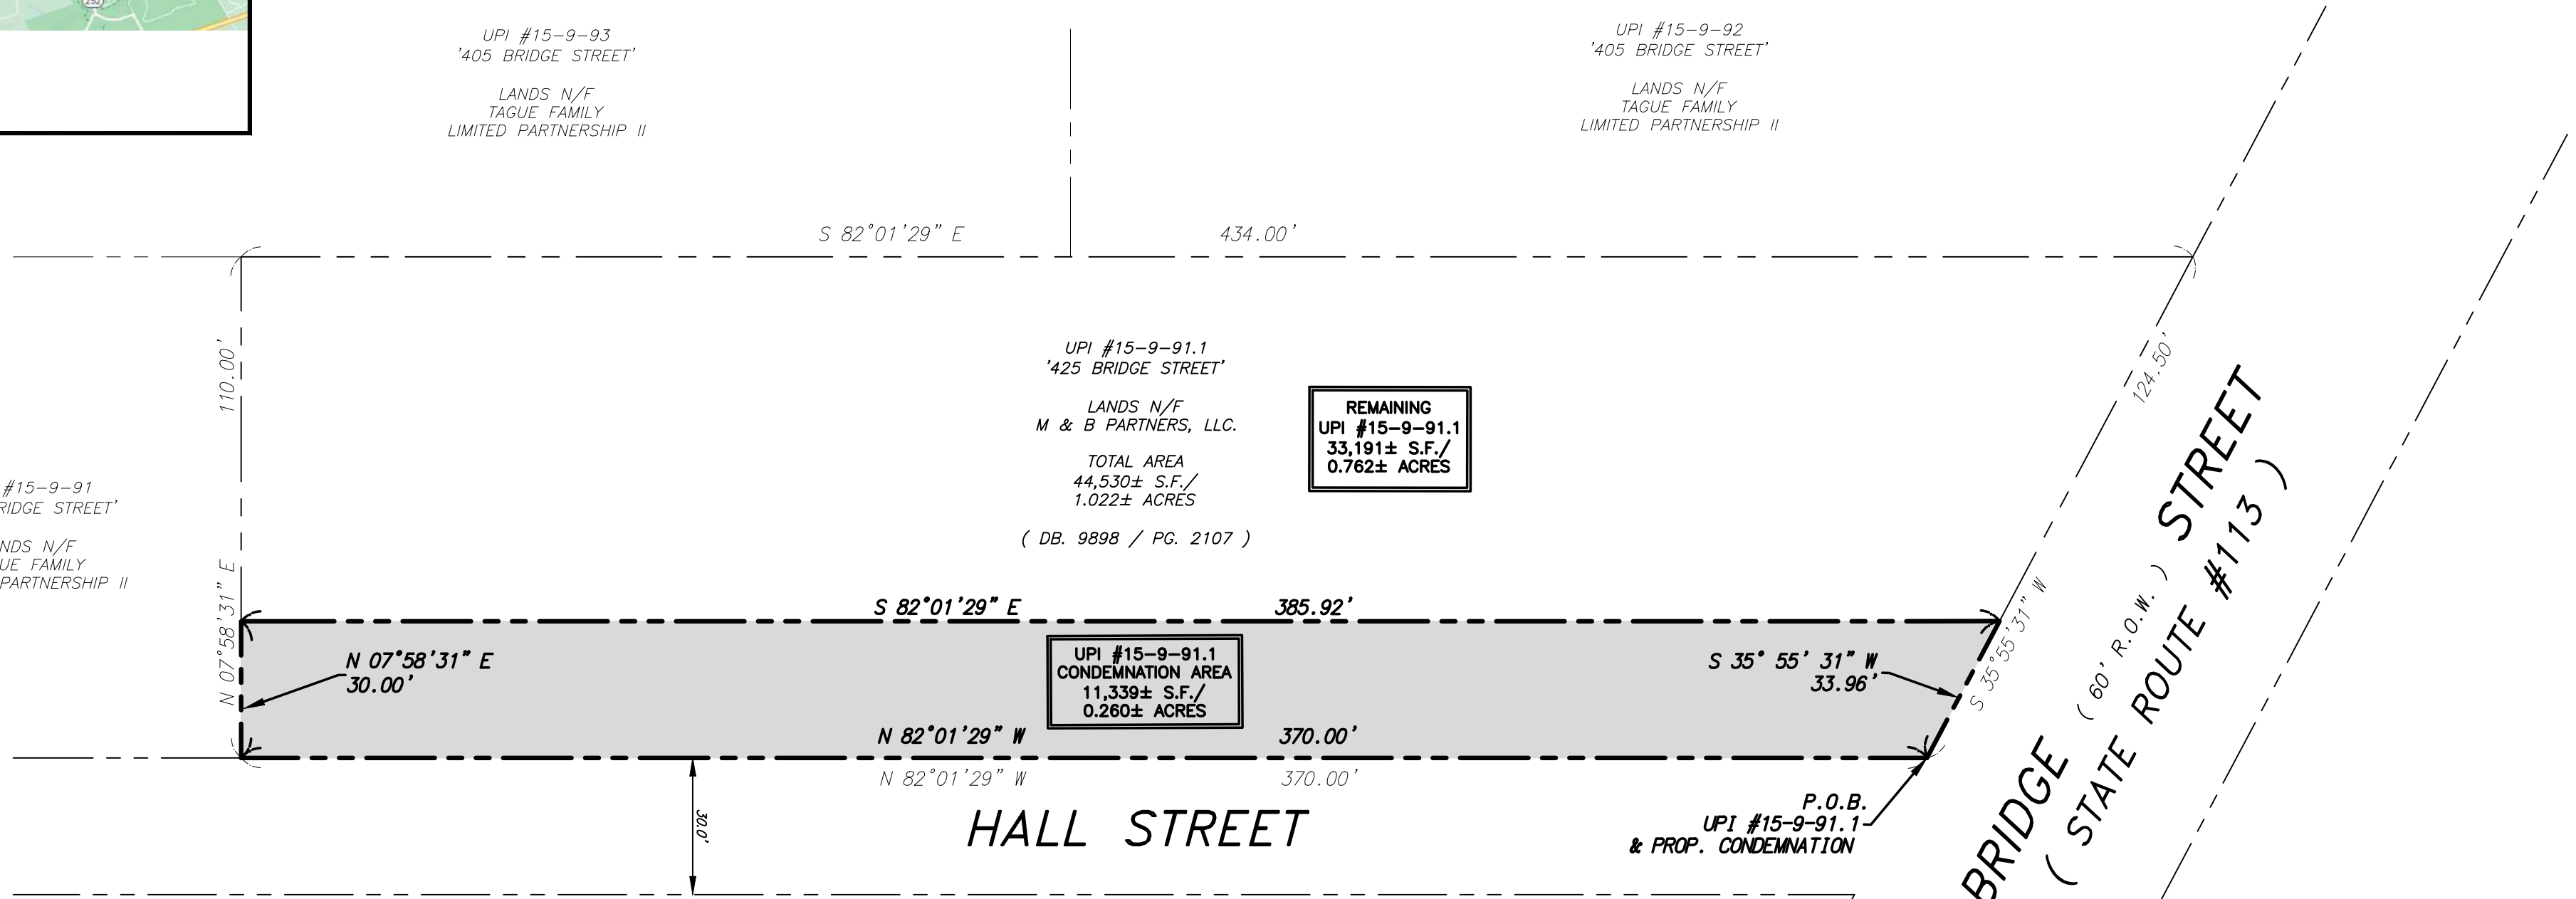 252
UPI #15-9-93
'405 BRIDGE STREET'
LANDS N/F
TAGUE FAMILY
LIMITED PARTNERSHIP II
UPI #15-9-92
'405 BRIDGE STREET'
LANDS N/F
TAGUE FAMILY
LIMITED PARTNERSHIP II
S 82°01'29" E 434.00'
110.00'
N 07°58'31" E
UPI #15-9-91.1
'425 BRIDGE STREET'
LANDS N/F
M & B PARTNERS, LLC.
TOTAL AREA
44,530± S.F./
1.022± ACRES
( DB. 9898 / PG. 2107 )
REMAINING
UPI #15-9-91.1
33,191± S.F./
0.762± ACRES
124.50'
S 35°55'31" W
#15-9-91
RIDGE STREET'
NDS N/F
UE FAMILY
PARTNERSHIP II
S 82°01'29" E 385.92'
N 07°58'31" E
30.00'
UPI #15-9-91.1
CONDEMNATION AREA
11,339± S.F./
0.260± ACRES
S 35° 55' 31" W
33.96'
N 82°01'29" W 370.00'
N 82°01'29" W 370.00'
30.0'
HALL STREET
P.O.B.
UPI #15-9-91.1
& PROP. CONDEMNATION
BRIDGE ( 60' R.O.W. ) STREET
( STATE ROUTE #113 )